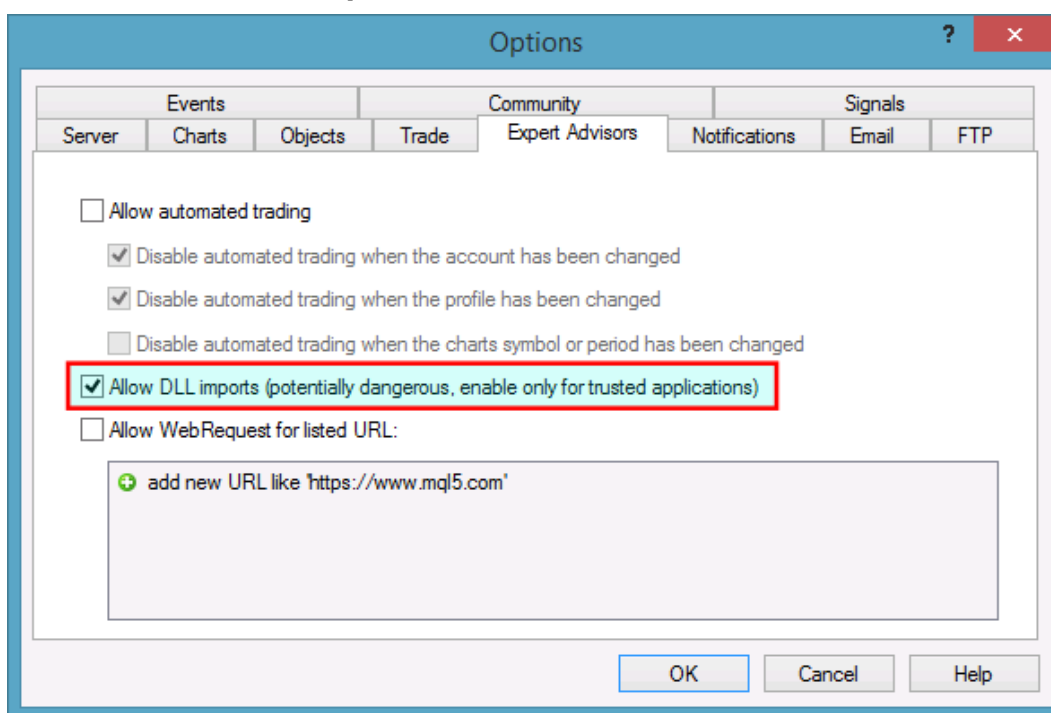 Options
?
×
Events Community Signals
Server Charts Objects Trade Expert Advisors Notifications Email FTP
Allow automated trading
Disable automated trading when the account has been changed
Disable automated trading when the profile has been changed
Disable automated trading when the charts symbol or period has been changed
Allow DLL imports (potentially dangerous, enable only for trusted applications)
Allow WebRequest for listed URL:
add new URL like 'https://www.mql5.com'
OK Cancel Help